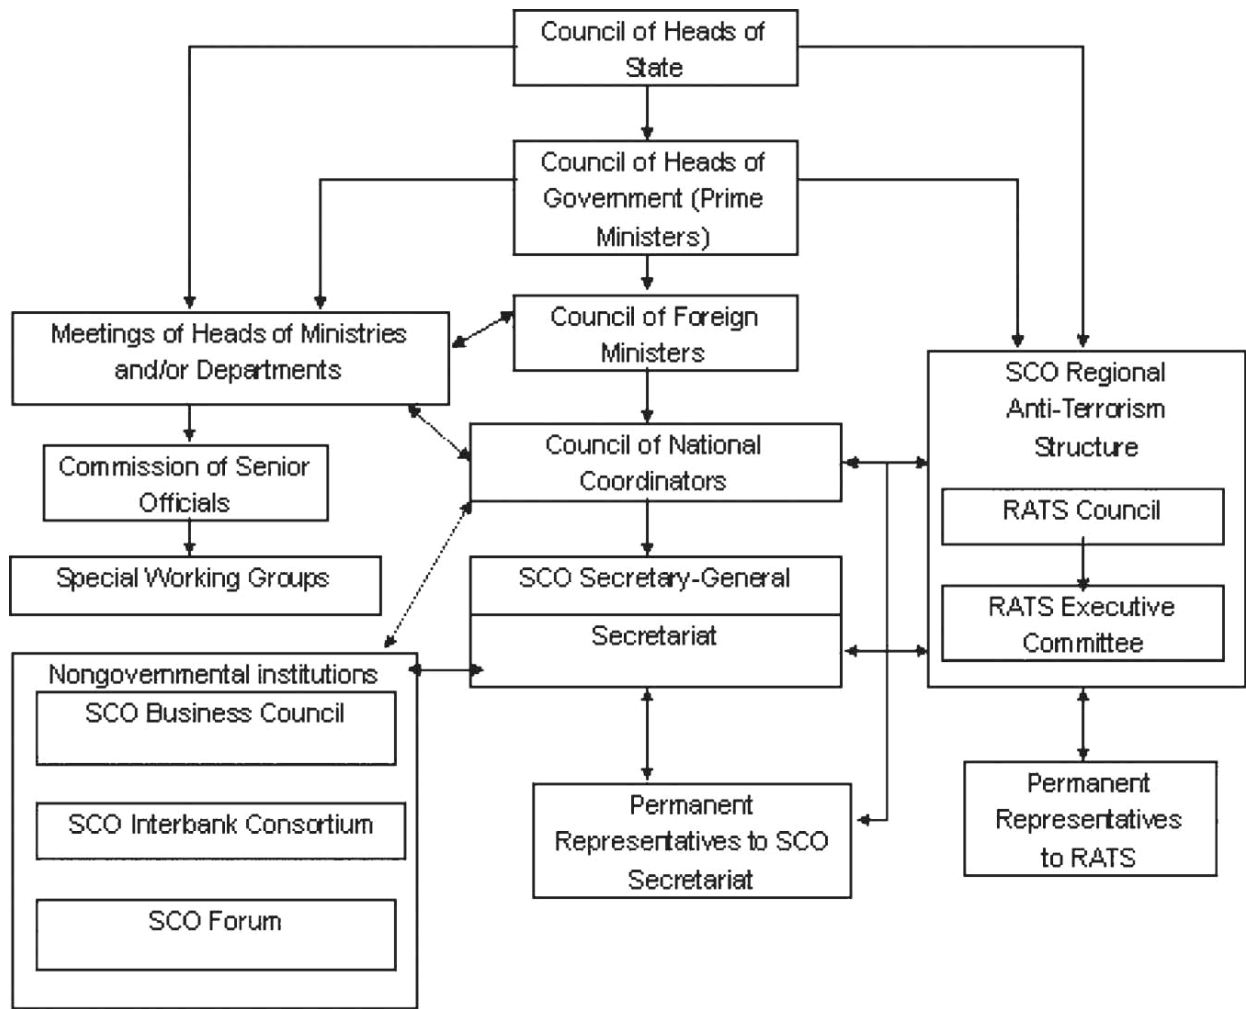 Council of Heads of
State
Council of Heads of
Government (Prime
Ministers)
Meetings of Heads of Ministries
and/or Departments
Council of Foreign
Ministers
SCO Regional
Anti-Terrorism
Structure
Commission of Senior
Officials
Council of National
Coordinators
RATS Council
Special Working Groups
SCO Secretary-General
Secretariat
RATS Executive
Committee
Nongovernmental institutions
SCO Business Council
SCO Interbank Consortium
SCO Forum
Permanent
Representatives to SCO
Secretariat
Permanent
Representatives
to RATS